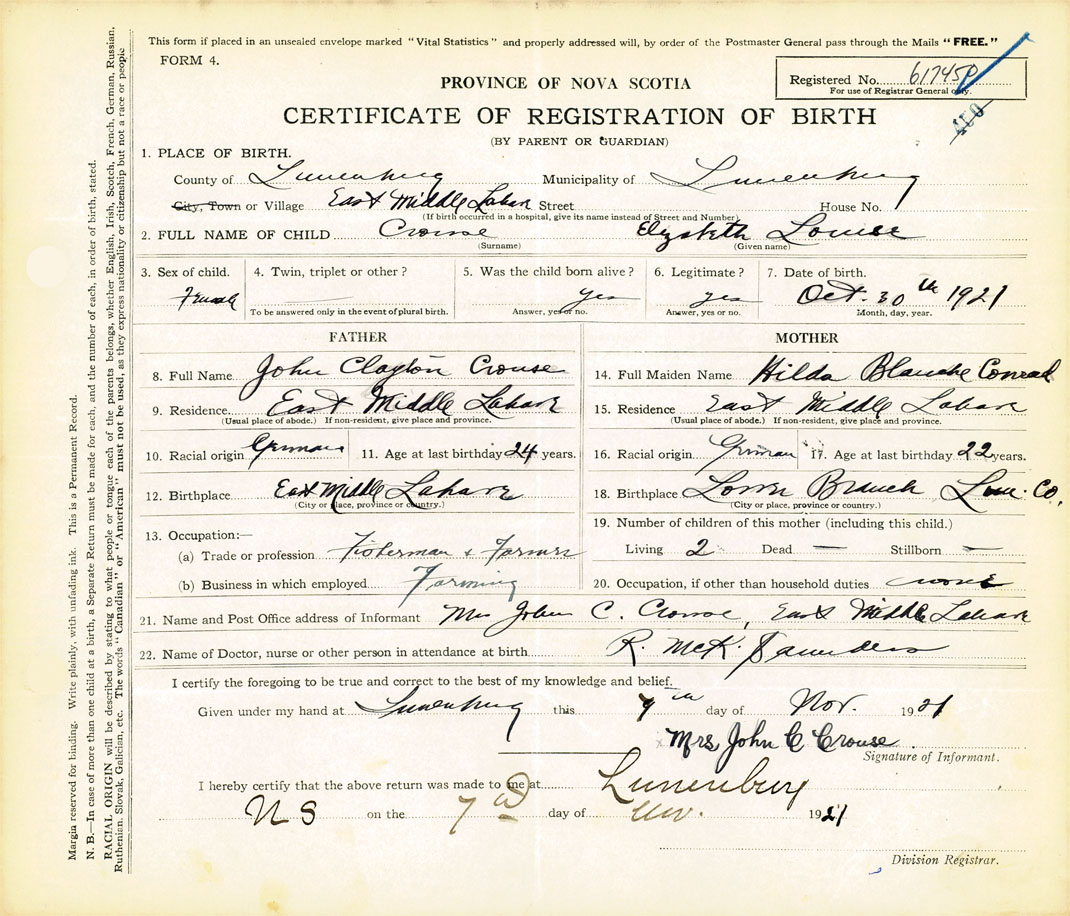 This form if placed in an unsealed envelope marked "Vital Statistics" and properly addressed will, by order of the Postmaster General pass through the Mails "FREE."
FORM 4.
Registered No. 617450
For use of Registrar General only.
PROVINCE OF NOVA SCOTIA
CERTIFICATE OF REGISTRATION OF BIRTH
(BY PARENT OR GUARDIAN)
1. PLACE OF BIRTH.
County of Lunenburg Municipality of Lunenburg
City, Town or Village East Middle Lahave Street House No.
(If birth occurred in a hospital, give its name instead of Street and Number)
2. FULL NAME OF CHILD Crouse Elizabeth Louise
(Surname) (Given name)
3. Sex of child. 4. Twin, triplet or other? 5. Was the child born alive? 6. Legitimate? 7. Date of birth.
Female yes yes Oct. 30th 1921
To be answered only in the event of plural birth. Answer, yes or no. Answer, yes or no. Month, day, year.
FATHER MOTHER
8. Full Name John Clayton Crouse 14. Full Maiden Name Hilda Blanche Conrad
9. Residence East Middle Lahave 15. Residence East Middle Lahave
(Usual place of abode.) If non-resident, give place and province. (Usual place of abode.) If non-resident, give place and province.
10. Racial origin German 11. Age at last birthday 24 years. 16. Racial origin German 17. Age at last birthday 22 years.
12. Birthplace East Middle Lahave 18. Birthplace Lower Branch Lun. Co.
(City or place, province or country.) (City or place, province or country.)
13. Occupation:— 19. Number of children of this mother (including this child.)
(a) Trade or profession Fisherman + Farmer Living 2 Dead — Stillborn —
(b) Business in which employed Farming 20. Occupation, if other than household duties none
21. Name and Post Office address of Informant Mrs John C. Crouse, East Middle Lahave
22. Name of Doctor, nurse or other person in attendance at birth R. McK. Saunders
I certify the foregoing to be true and correct to the best of my knowledge and belief.
Given under my hand at Lunenburg this 7th day of Nov. 1921
Mrs John C Crouse
Signature of Informant.
I hereby certify that the above return was made to me at Lunenburg
N S on the 7th day of Nov. 1921
Division Registrar.
Margin reserved for binding. Write plainly, with unfading ink. This is a Permanent Record.
N. B.—In case of more than one child at a birth, a Separate Return must be made for each, and the number of each, in order of birth, stated.
RACIAL ORIGIN will be described by stating to what people or tongue each of the parents belongs, whether English, Irish, Scotch, French, German, Russian,
Ruthenian, Slovak, Galician, etc. The words "Canadian" or "American" must not be used, as they express nationality or citizenship but not a race or people